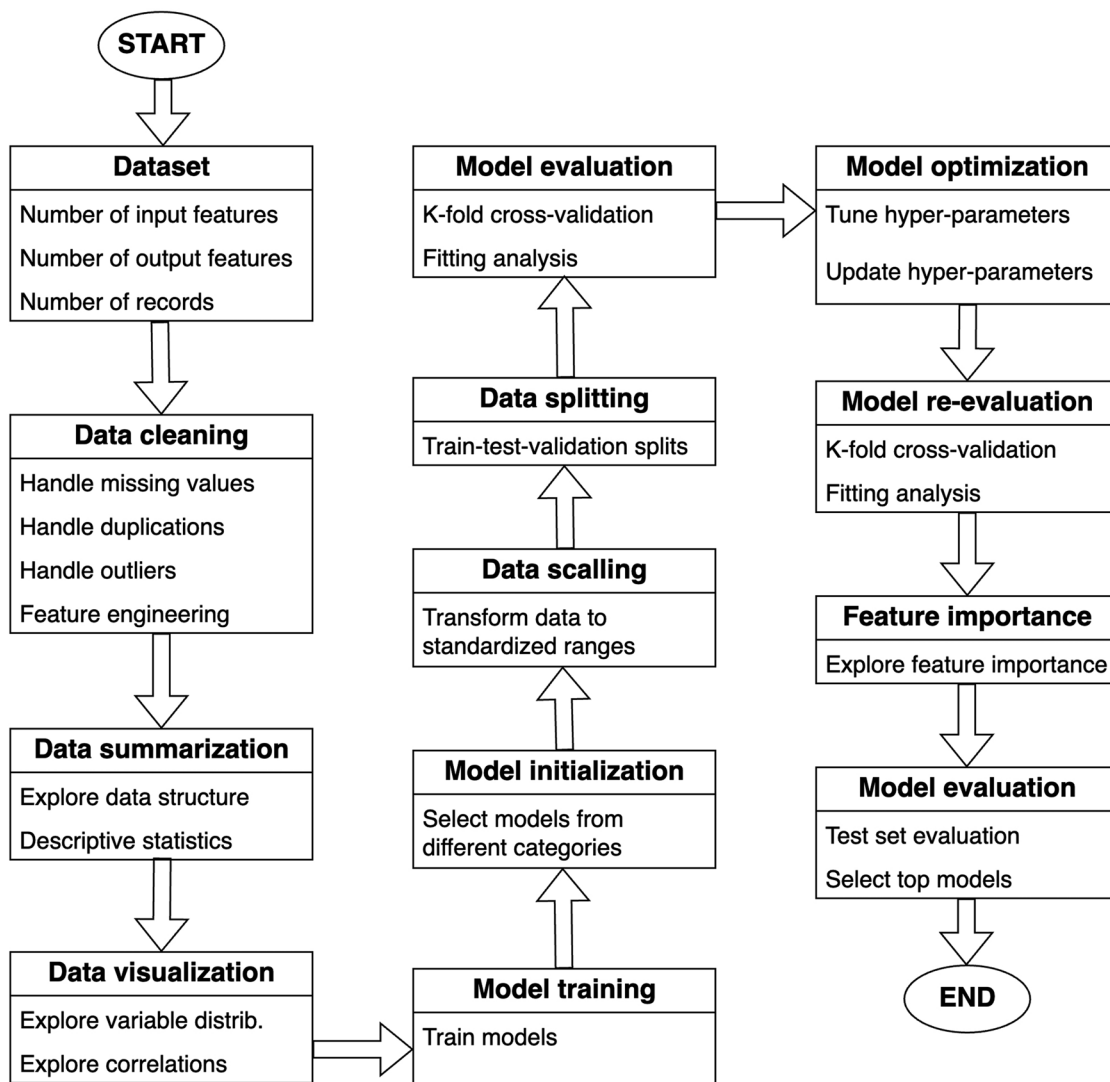 START
Dataset
Number of input features
Number of output features
Number of records
Data cleaning
Handle missing values
Handle duplications
Handle outliers
Feature engineering
Data summarization
Explore data structure
Descriptive statistics
Data visualization
Explore variable distrib.
Explore correlations
Model training
Train models
Model initialization
Select models from
different categories
Data scalling
Transform data to
standardized ranges
Data splitting
Train-test-validation splits
Model evaluation
K-fold cross-validation
Fitting analysis
Model optimization
Tune hyper-parameters
Update hyper-parameters
Model re-evaluation
K-fold cross-validation
Fitting analysis
Feature importance
Explore feature importance
Model evaluation
Test set evaluation
Select top models
END